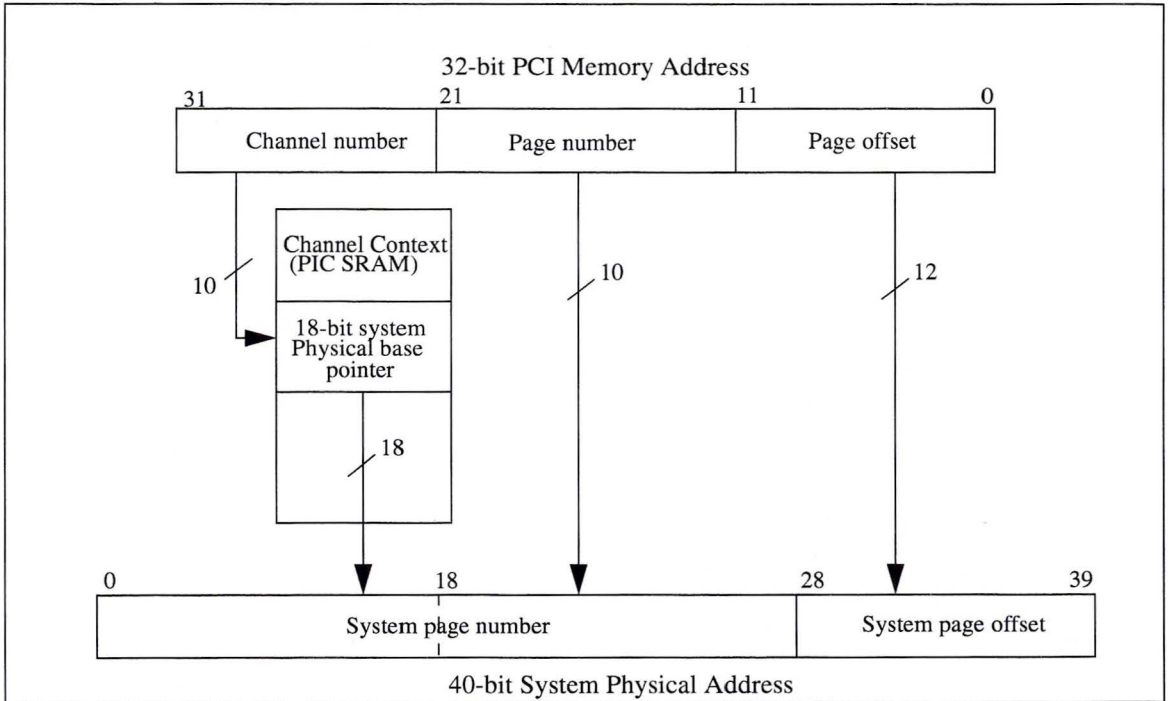 32-bit PCI Memory Address
31 21 11 0
Channel number Page number Page offset
Channel Context
(PIC SRAM)
10 10 12
18-bit system
Physical base
pointer
18
0 18 28 39
System page number System page offset
40-bit System Physical Address